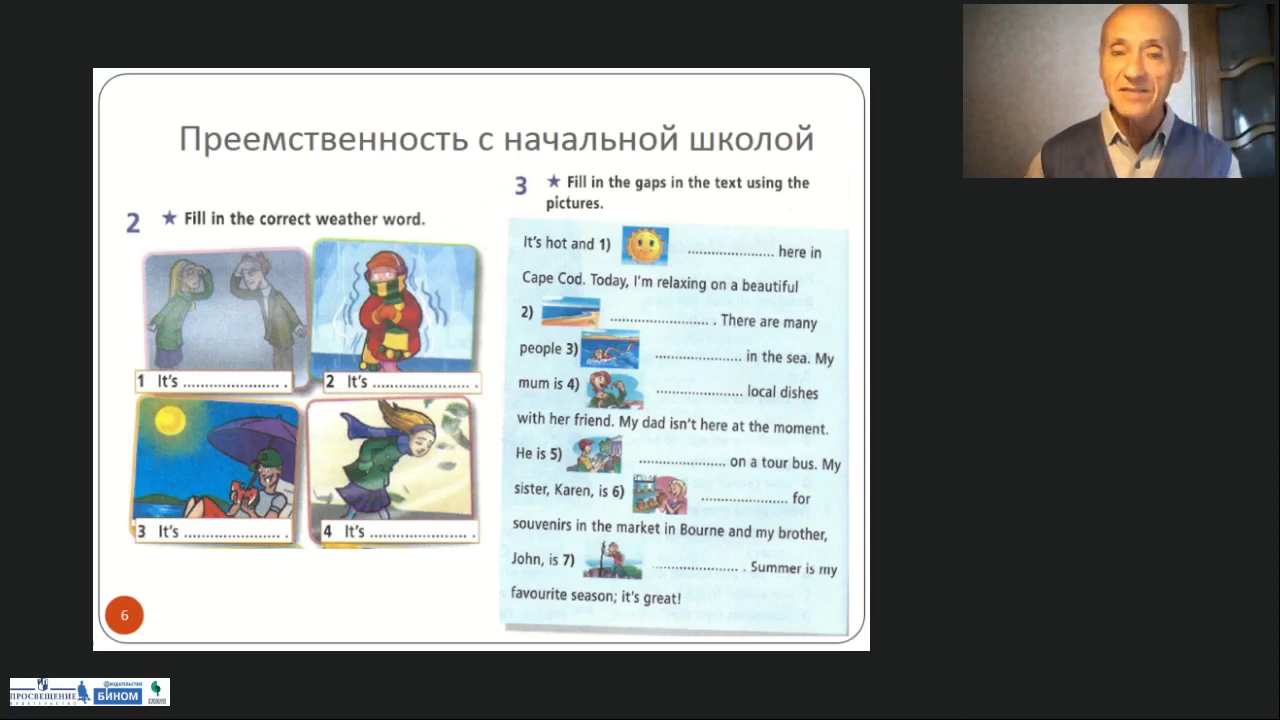 Преемственность с начальной школой
2 ★ Fill in the correct weather word.
1 It's ...................... .
2 It's ...................... .
3 It's ...................... .
4 It's ...................... .
3 ★ Fill in the gaps in the text using the
pictures.
It's hot and 1) ...................... here in
Cape Cod. Today, I'm relaxing on a beautiful
2) ......................... . There are many
people 3) ...................... in the sea. My
mum is 4) ...................... local dishes
with her friend. My dad isn't here at the moment.
He is 5) ...................... on a tour bus. My
sister, Karen, is 6) ...................... for
souvenirs in the market in Bourne and my brother,
John, is 7) ...................... . Summer is my
favourite season; it's great!
6
ПРОСВЕЩЕНИЕ
ИЗДАТЕЛЬСТВО
ИЗДАТЕЛЬСТВО
БИНОМ